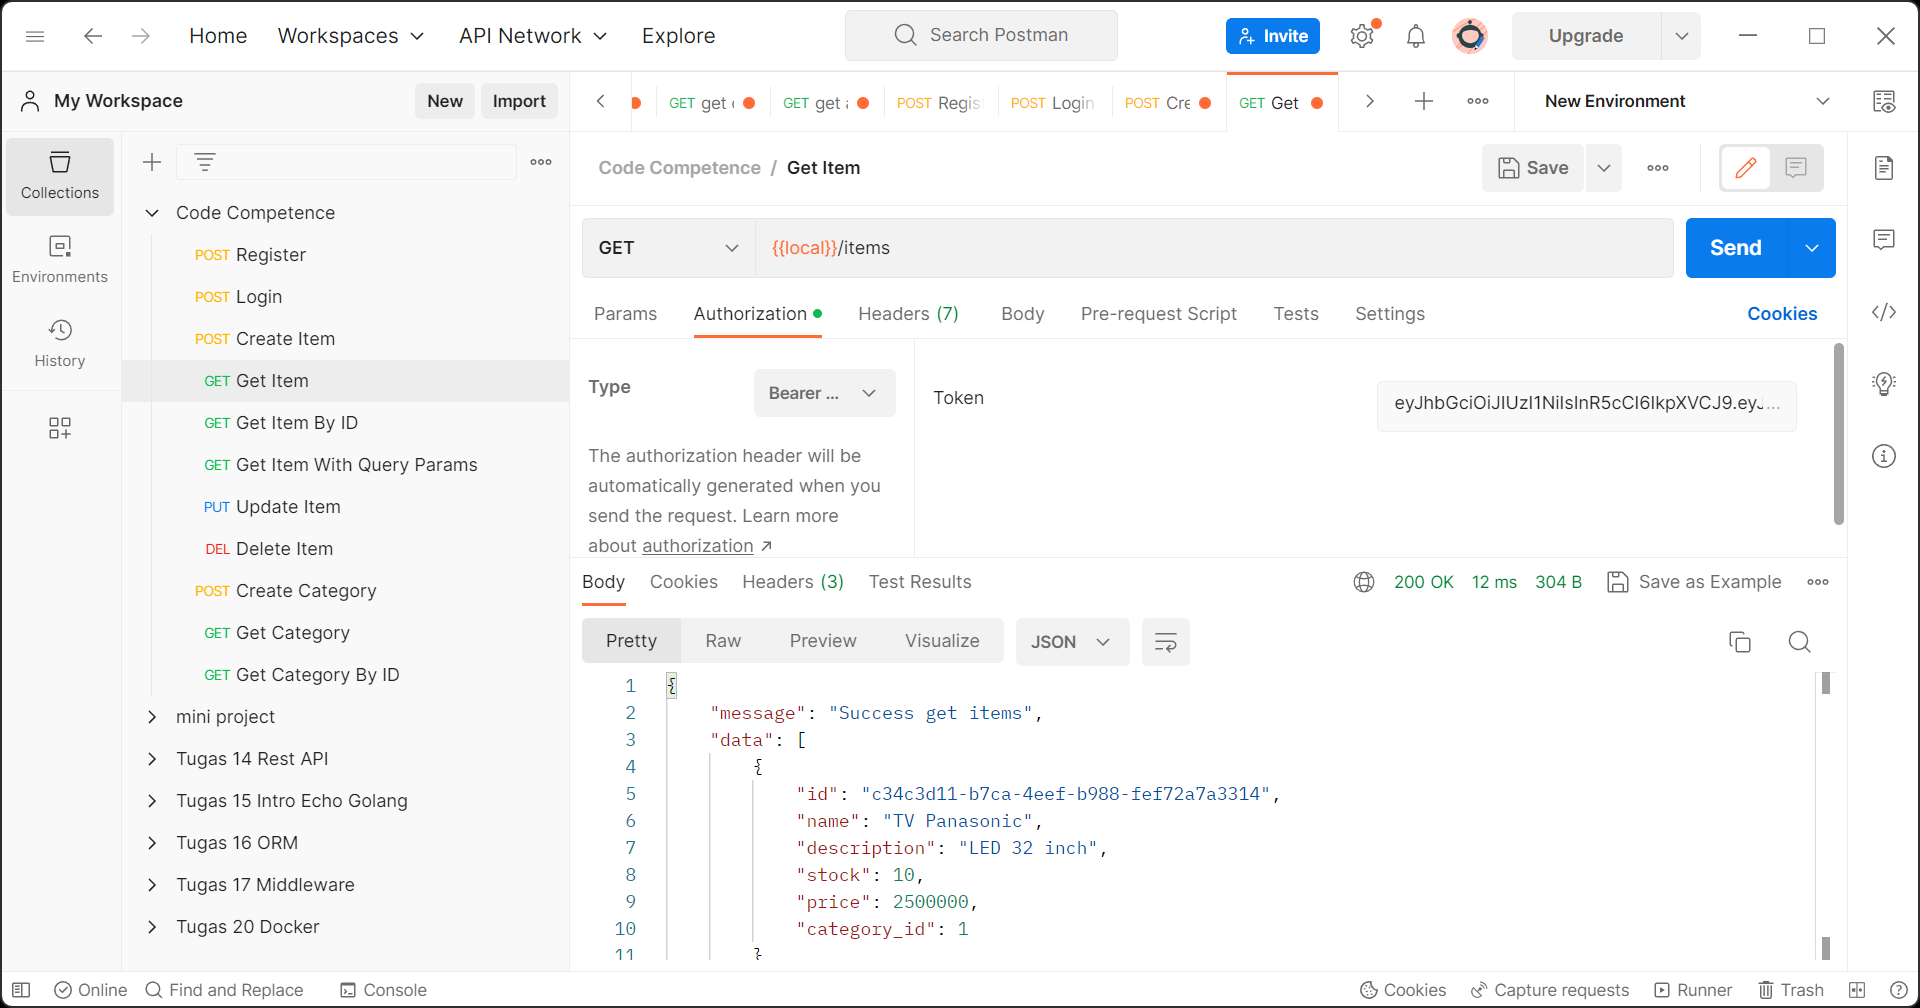 Home Workspaces API Network Explore Search Postman Invite Upgrade
My Workspace New Import
GET get POST Regis POST Login POST Cre GET Get New Environment
Collections
Environments
History
Code Competence
POST Register
POST Login
POST Create Item
GET Get Item
GET Get Item By ID
GET Get Item With Query Params
PUT Update Item
DEL Delete Item
POST Create Category
GET Get Category
GET Get Category By ID
mini project
Tugas 14 Rest API
Tugas 15 Intro Echo Golang
Tugas 16 ORM
Tugas 17 Middleware
Tugas 20 Docker
Code Competence / Get Item Save
GET {{local}}/items Send
Params Authorization Headers (7) Body Pre-request Script Tests Settings Cookies
Type Bearer ...
Token eyJhbGciOiJIUzI1NiIsInR5cCI6IkpXVCJ9.eyJ...
The authorization header will be
automatically generated when you
send the request. Learn more
about authorization ↗
Body Cookies Headers (3) Test Results 200 OK 12 ms 304 B Save as Example
Pretty Raw Preview Visualize JSON
1 {
2 "message": "Success get items",
3 "data": [
4 {
5 "id": "c34c3d11-b7ca-4eef-b988-fef72a7a3314",
6 "name": "TV Panasonic",
7 "description": "LED 32 inch",
8 "stock": 10,
9 "price": 2500000,
10 "category_id": 1
11 }
Online Find and Replace Console Cookies Capture requests Runner Trash